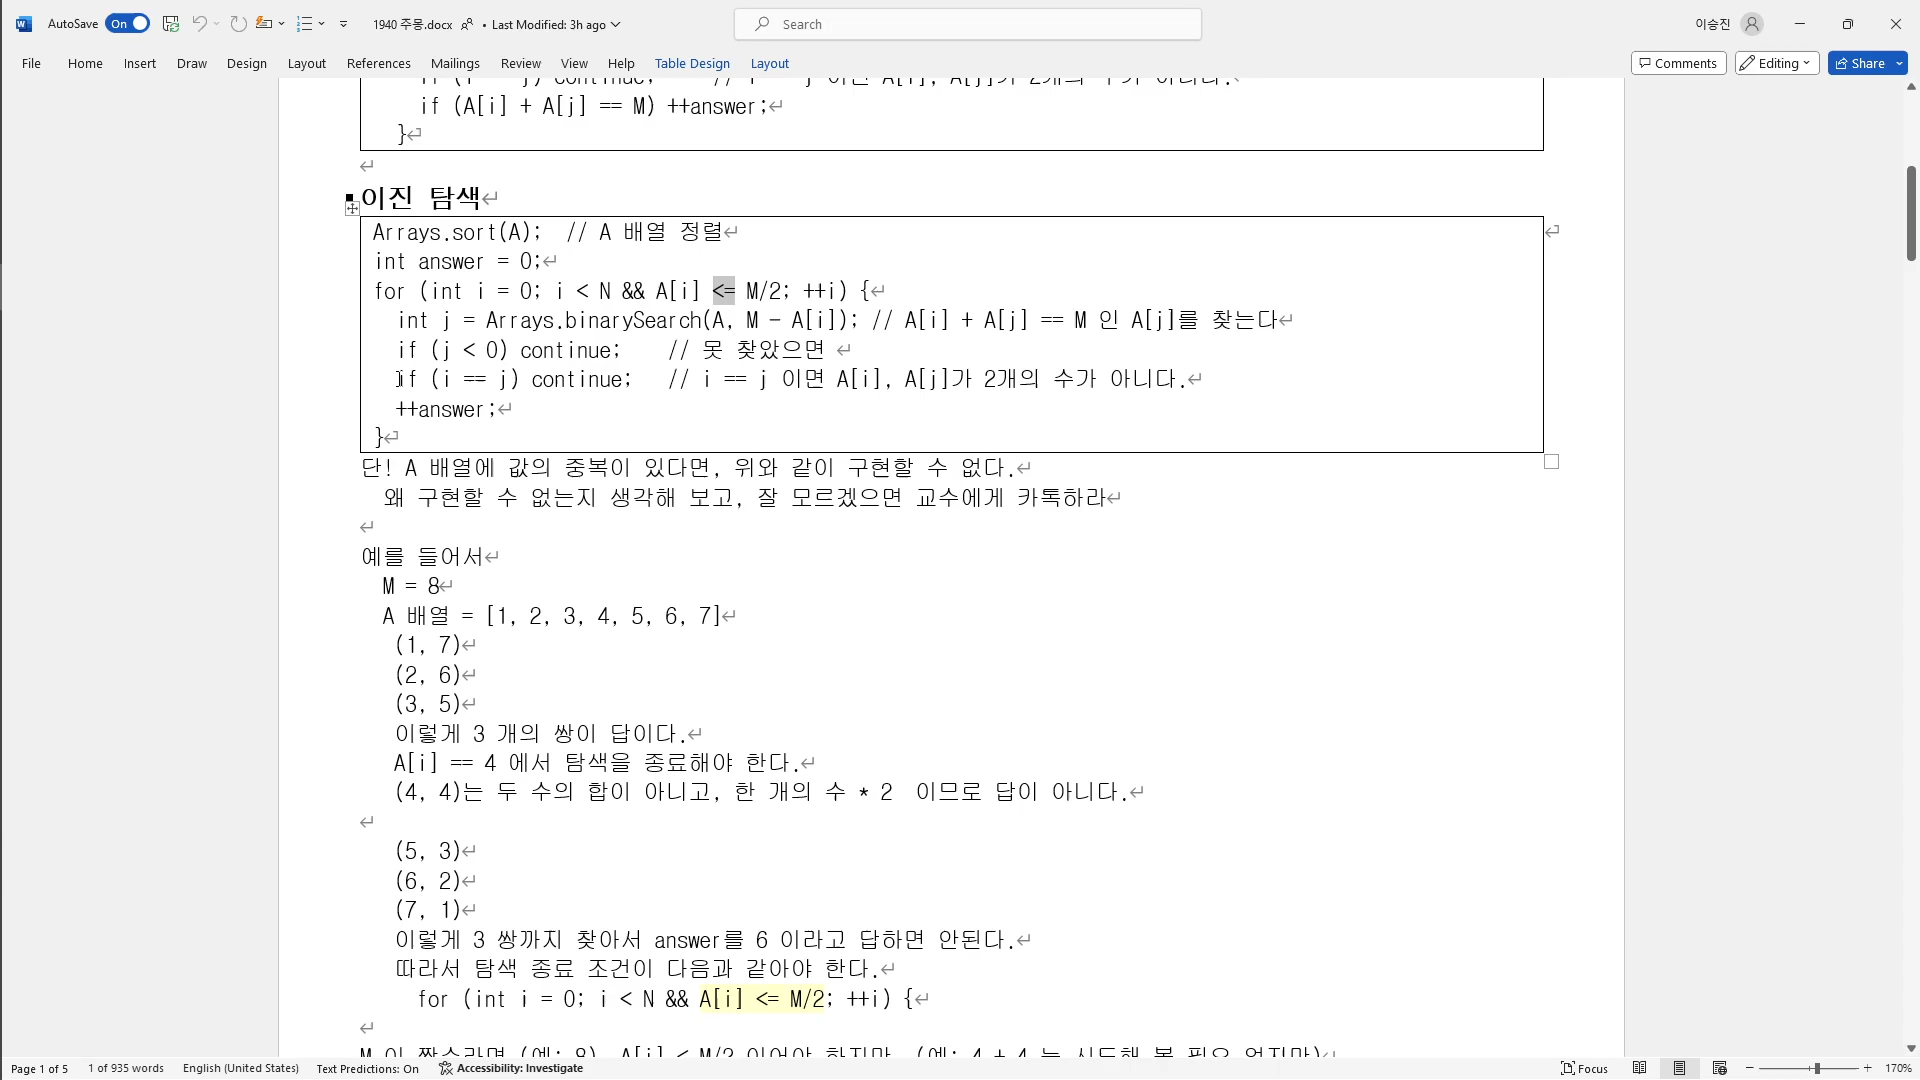 AutoSave On 1940 주몽.docx • Last Modified: 3h ago Search 이승진
File Home Insert Draw Design Layout References Mailings Review View Help Table Design Layout Comments Editing Share
if (A[i] + A[j] == M) ++answer;
}
이진 탐색
Arrays.sort(A); // A 배열 정렬
int answer = 0;
for (int i = 0; i < N && A[i] <= M/2; ++i) {
int j = Arrays.binarySearch(A, M - A[i]); // A[i] + A[j] == M 인 A[j]를 찾는다
if (j < 0) continue; // 못 찾았으면
if (i == j) continue; // i == j 이면 A[i], A[j]가 2개의 수가 아니다.
++answer;
}
단! A 배열에 값의 중복이 있다면, 위와 같이 구현할 수 없다.
왜 구현할 수 없는지 생각해 보고, 잘 모르겠으면 교수에게 카톡하라
예를 들어서
M = 8
A 배열 = [1, 2, 3, 4, 5, 6, 7]
(1, 7)
(2, 6)
(3, 5)
이렇게 3 개의 쌍이 답이다.
A[i] == 4 에서 탐색을 종료해야 한다.
(4, 4)는 두 수의 합이 아니고, 한 개의 수 * 2 이므로 답이 아니다.
(5, 3)
(6, 2)
(7, 1)
이렇게 3 쌍까지 찾아서 answer를 6 이라고 답하면 안된다.
따라서 탐색 종료 조건이 다음과 같아야 한다.
for (int i = 0; i < N && A[i] <= M/2; ++i) {
Page 1 of 5 1 of 935 words English (United States) Text Predictions: On Accessibility: Investigate Focus 170%